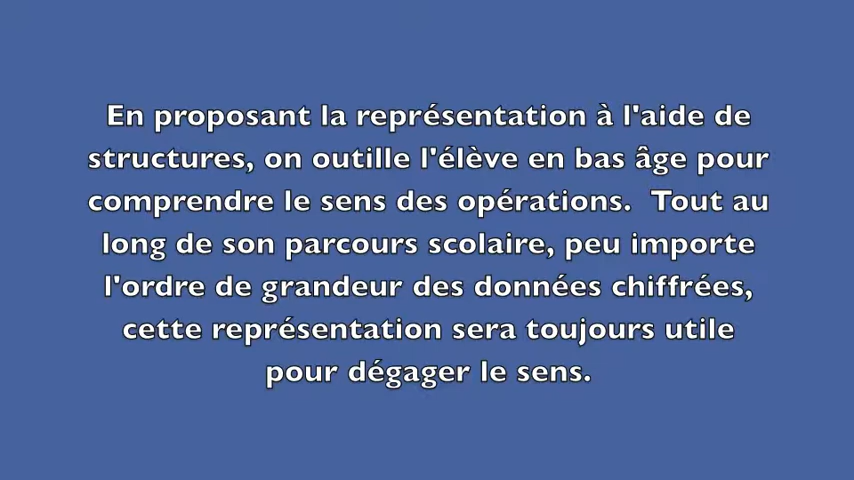 En proposant la représentation à l'aide de
structures, on outille l'élève en bas âge pour
comprendre le sens des opérations.  Tout au
long de son parcours scolaire, peu importe
l'ordre de grandeur des données chiffrées,
cette représentation sera toujours utile
pour dégager le sens.